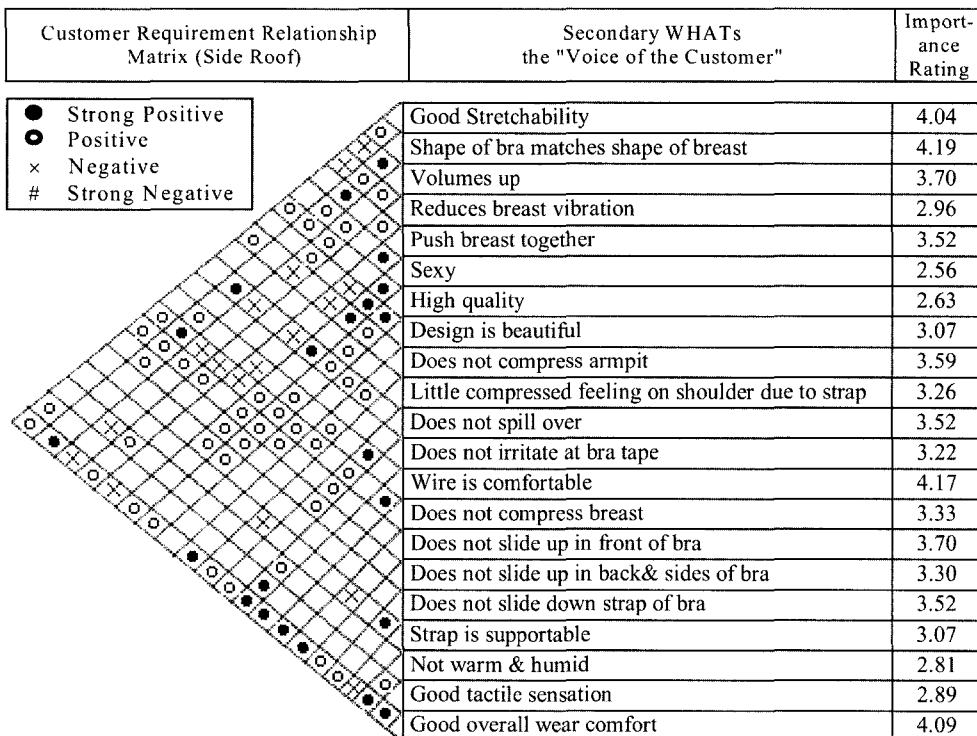 Customer Requirement Relationship
Matrix (Side Roof)
Secondary WHATs
the "Voice of the Customer"
Import-
ance
Rating
Strong Positive
Positive
× Negative
# Strong Negative
Good Stretchability 4.04
Shape of bra matches shape of breast 4.19
Volumes up 3.70
Reduces breast vibration 2.96
Push breast together 3.52
Sexy 2.56
High quality 2.63
Design is beautiful 3.07
Does not compress armpit 3.59
Little compressed feeling on shoulder due to strap 3.26
Does not spill over 3.52
Does not irritate at bra tape 3.22
Wire is comfortable 4.17
Does not compress breast 3.33
Does not slide up in front of bra 3.70
Does not slide up in back& sides of bra 3.30
Does not slide down strap of bra 3.52
Strap is supportable 3.07
Not warm & humid 2.81
Good tactile sensation 2.89
Good overall wear comfort 4.09